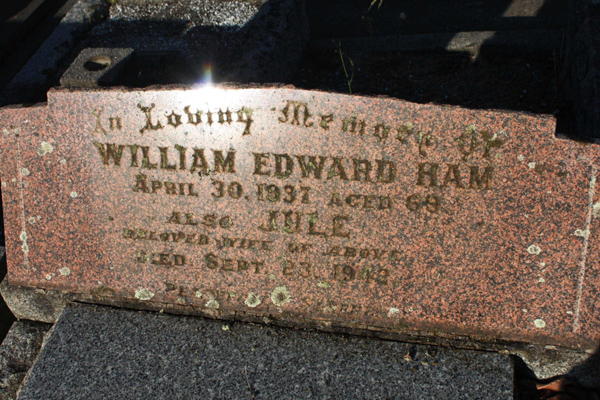 In Loving Memory Of
WILLIAM EDWARD HAM
APRIL 30, 1937 AGED 69
ALSO JULE
BELOVED WIFE OF ABOVE
DIED SEPT. 23, 1942